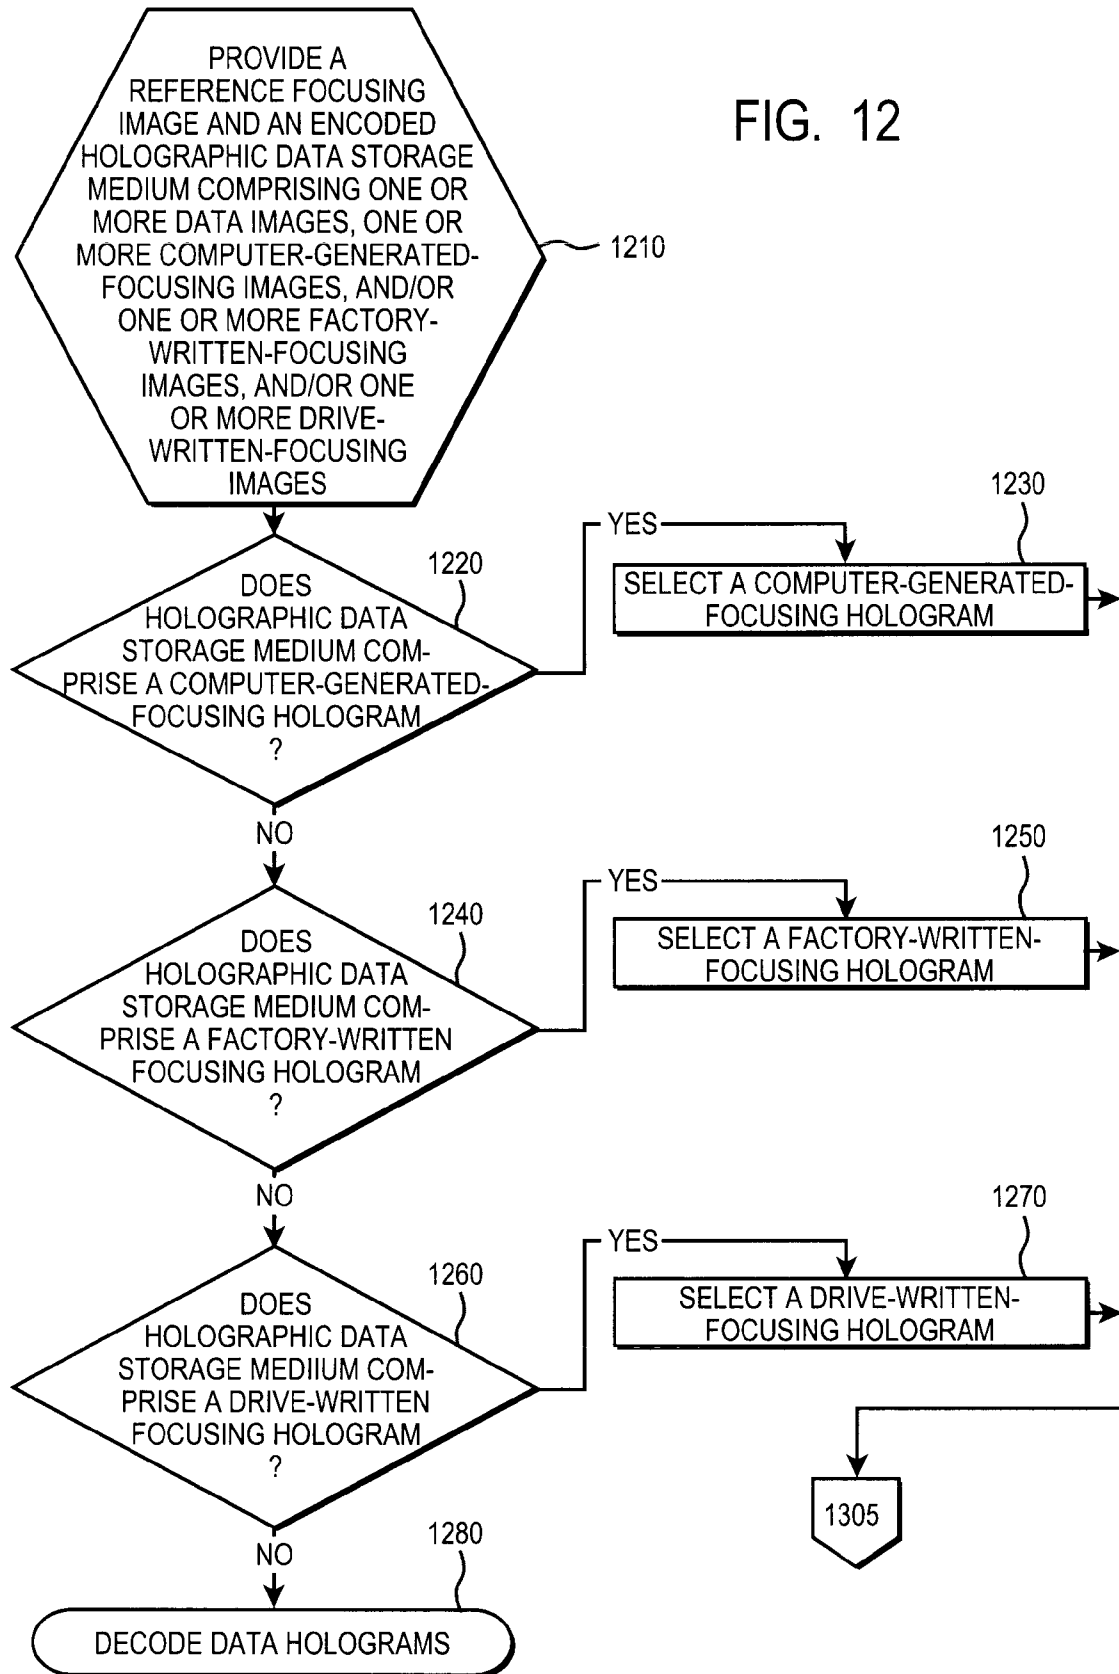 PROVIDE A
REFERENCE FOCUSING
IMAGE AND AN ENCODED
HOLOGRAPHIC DATA STORAGE
MEDIUM COMPRISING ONE OR
MORE DATA IMAGES, ONE OR
MORE COMPUTER-GENERATED-
FOCUSING IMAGES, AND/OR
ONE OR MORE FACTORY-
WRITTEN-FOCUSING
IMAGES, AND/OR ONE
OR MORE DRIVE-
WRITTEN-FOCUSING
IMAGES
FIG. 12
1210
1220
DOES
HOLOGRAPHIC DATA
STORAGE MEDIUM COM-
PRISE A COMPUTER-GENERATED-
FOCUSING HOLOGRAM
?
YES
1230
SELECT A COMPUTER-GENERATED-
FOCUSING HOLOGRAM
NO
1240
DOES
HOLOGRAPHIC DATA
STORAGE MEDIUM COM-
PRISE A FACTORY-WRITTEN
FOCUSING HOLOGRAM
?
YES
1250
SELECT A FACTORY-WRITTEN-
FOCUSING HOLOGRAM
NO
1260
DOES
HOLOGRAPHIC DATA
STORAGE MEDIIUM COM-
PRISE A DRIVE-WRITTEN
FOCUSING HOLOGRAM
?
YES
1270
SELECT A DRIVE-WRITTEN-
FOCUSING HOLOGRAM
1305
NO
1280
DECODE DATA HOLOGRAMS